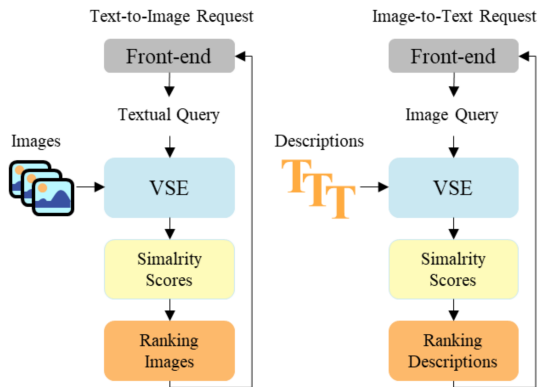 Text-to-Image Request
Front-end
Textual Query
Images
VSE
Simalrity
Scores
Ranking
Images
Image-to-Text Request
Front-end
Image Query
Descriptions
TTT
VSE
Simalrity
Scores
Ranking
Descriptions